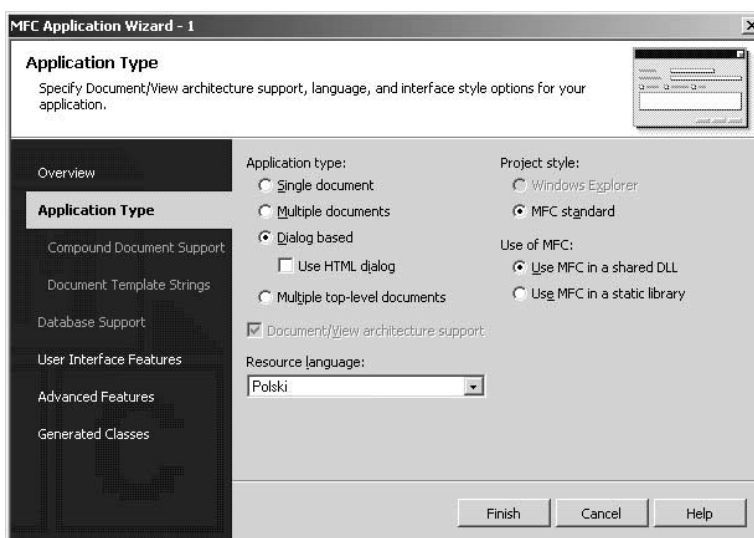 MFC Application Wizard - 1
Application Type
Specify Document/View architecture support, language, and interface style options for your
application.
Overview
Application Type
Compound Document Support
Document Template Strings
Database Support
User Interface Features
Advanced Features
Generated Classes
Application type:
Single document
Multiple documents
Dialog based
Use HTML dialog
Multiple top-level documents
Document/View architecture support
Resource language:
Polski
Project style:
Windows Explorer
MFC standard
Use of MFC:
Use MFC in a shared DLL
Use MFC in a static library
Finish
Cancel
Help